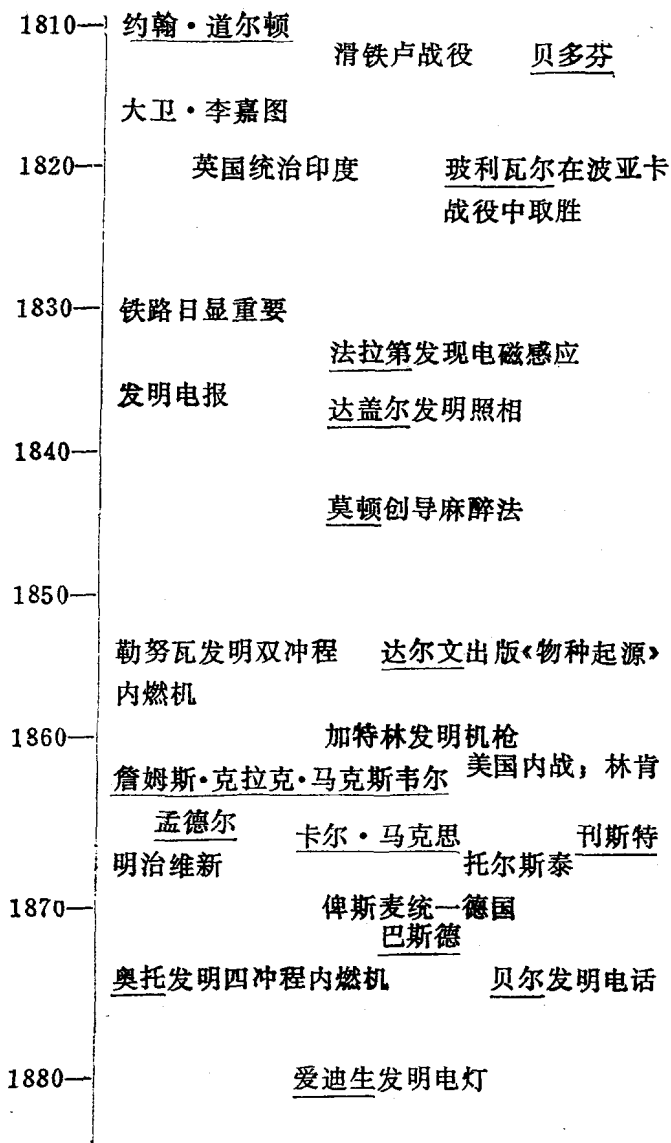 1810— 约翰·道尔顿
滑铁卢战役 贝多芬
大卫·李嘉图
1820— 英国统治印度 玻利瓦尔在波亚卡
战役中取胜
1830— 铁路日显重要
法拉第发现电磁感应
发明电报
达盖尔发明照相
1840—
莫顿创导麻醉法
1850—
勒努瓦发明双冲程 达尔文出版《物种起源》
内燃机
1860— 加特林发明机枪
詹姆斯·克拉克·马克斯韦尔 美国内战；林肯
孟德尔 卡尔·马克思 刊斯特
明治维新 托尔斯泰
1870— 俾斯麦统一德国
巴斯德
奥托发明四冲程内燃机 贝尔发明电话
1880— 爱迪生发明电灯